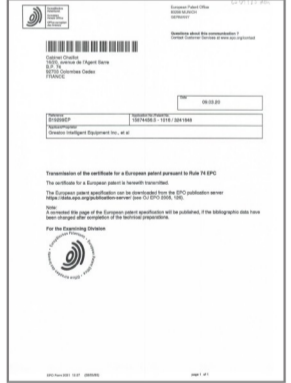 European Patent Office
80298 MUNICH
GERMANY
Questions about this communication ?
Contact Customer Services at www.epo.org/contact
Cabinet Chaillot
16/20, avenue de l'Agent Sarre
B.P. 74
92703 Colombes Cedex
FRANCE
Date
09.03.20
Reference
Application No./Patent No.
Applicant/Proprietor
Greatoo Intelligent Equipment Inc., et al
Transmission of the certificate for a European patent pursuant to Rule 74 EPC
The certificate for a European patent is herewith transmitted.
The European patent specification can be downloaded from the EPO publication server
https://data.epo.org/publication-server/ (see OJ EPO 2005, 126).
Note:
A corrected title page of the European patent specification will be published, if the bibliographic data have
been changed after completion of the technical preparations.
For the Examining Division
page 1 of 1